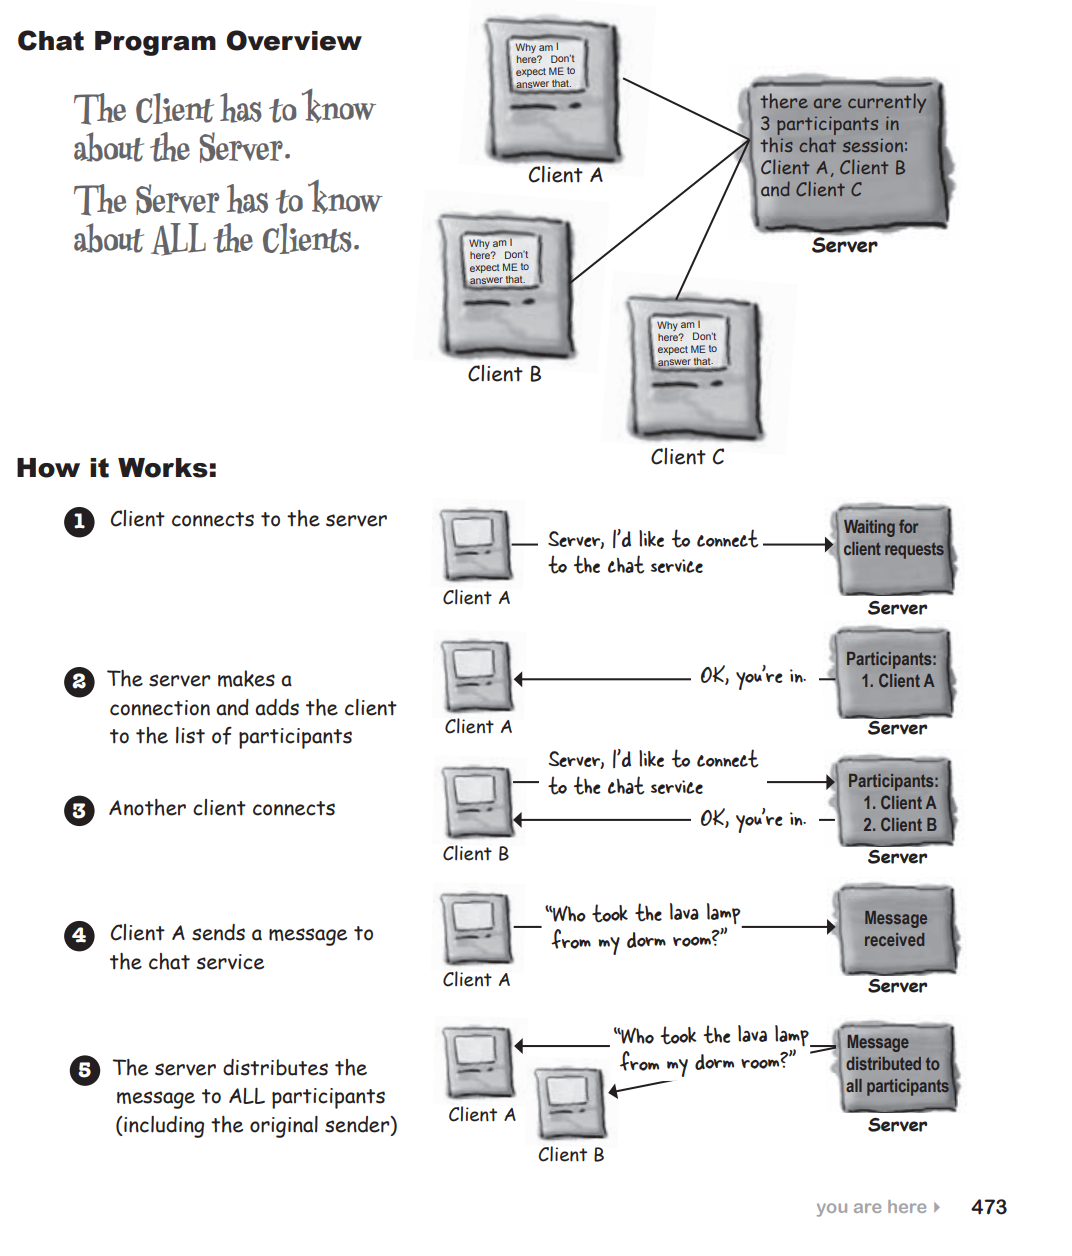 Chat Program Overview
The Client has to know
about the Server.
The Server has to know
about ALL the Clients.
Why am I
here?  Don't
expect ME to
answer that.
Client A
there are currently
3 participants in
this chat session:
Client A, Client B
and Client C
Server
Why am I
here?  Don't
expect ME to
answer that.
Client B
Why am I
here?  Don't
expect ME to
answer that.
Client C
How it Works:
1 Client connects to the server
Server, I'd like to connect
to the chat service
Client A
Waiting for
client requests
Server
2 The server makes a
connection and adds the client
to the list of participants
Client A
OK, you're in.
Participants:
1. Client A
Server
3 Another client connects
Server, I'd like to connect
to the chat service
OK, you're in.
Client B
Participants:
1. Client A
2. Client B
Server
4 Client A sends a message to
the chat service
"Who took the lava lamp
from my dorm room?"
Client A
Message
received
Server
5 The server distributes the
message to ALL participants
(including the original sender)
"Who took the lava lamp
from my dorm room?"
Client A
Client B
Message
distributed to
all participants
Server
you are here 473